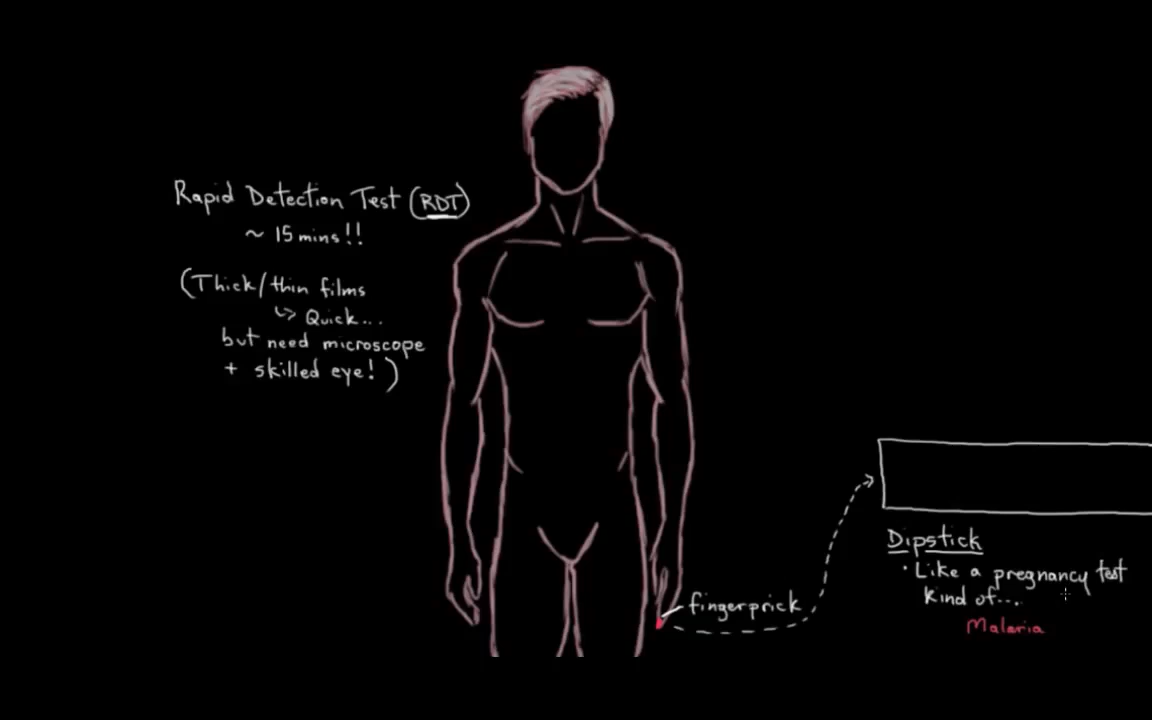 Rapid Detection Test (RDT)
~ 15 mins!!
(Thick/thin films
↳ Quick...
but need microscope
+ skilled eye!)
fingerprick
Dipstick
• Like a pregnancy test
kind of....
Malaria